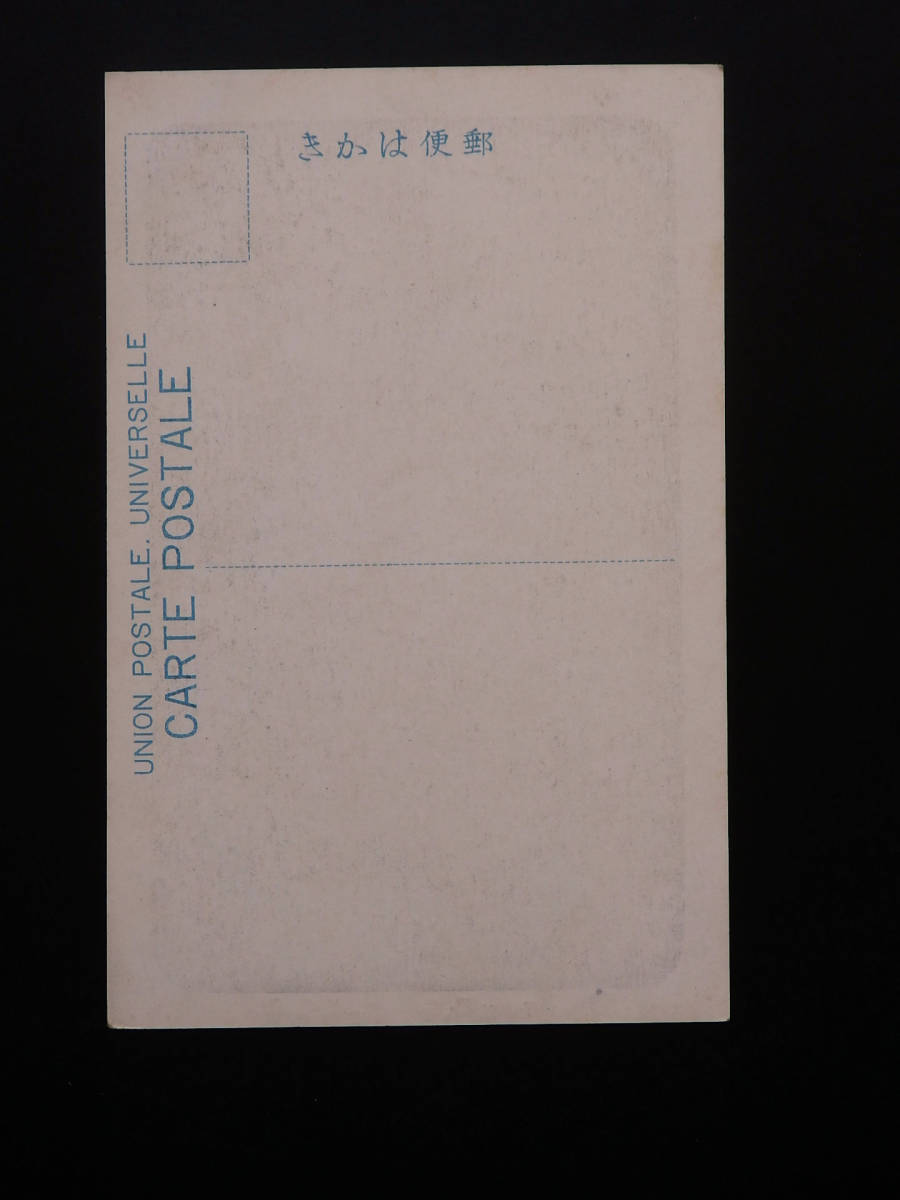 郵便はかき
UNION POSTALE. UNIVERSELLE
CARTE POSTALE